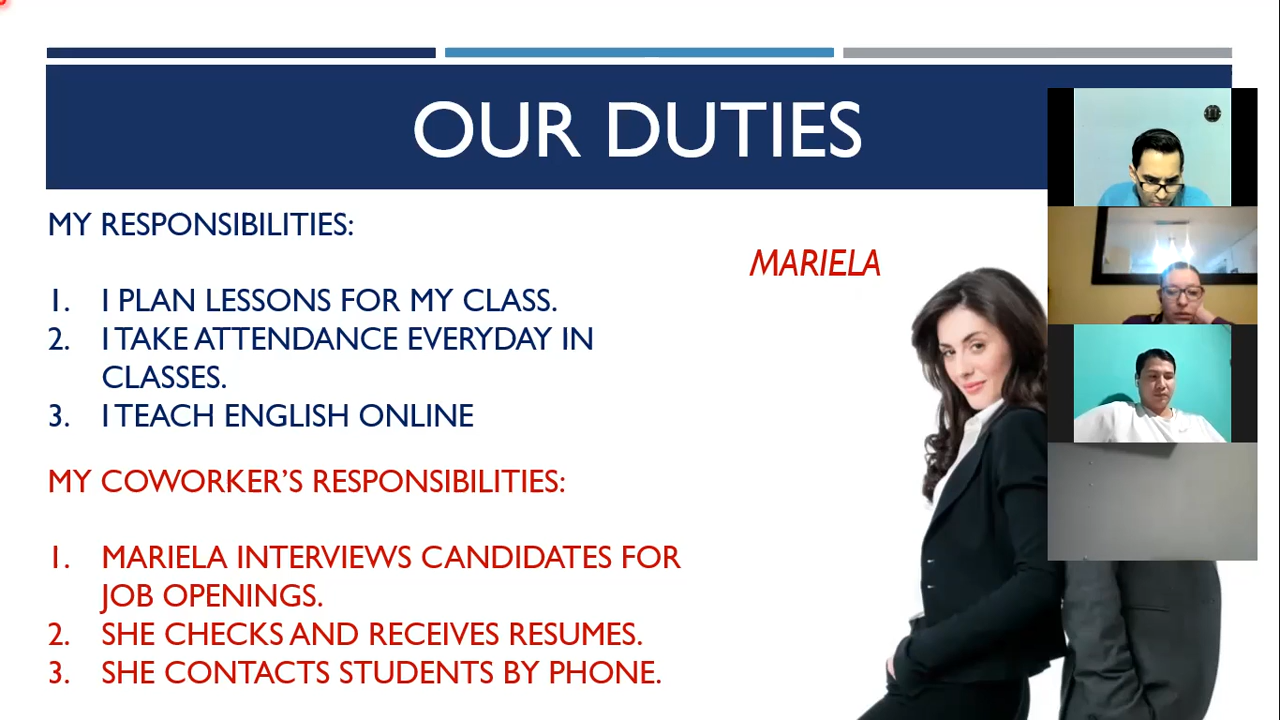 OUR DUTIES
MY RESPONSIBILITIES:
MARIELA
1. I PLAN LESSONS FOR MY CLASS.
2. I TAKE ATTENDANCE EVERYDAY IN
CLASSES.
3. I TEACH ENGLISH ONLINE
MY COWORKER'S RESPONSIBILITIES:
1. MARIELA INTERVIEWS CANDIDATES FOR
JOB OPENINGS.
2. SHE CHECKS AND RECEIVES RESUMES.
3. SHE CONTACTS STUDENTS BY PHONE.